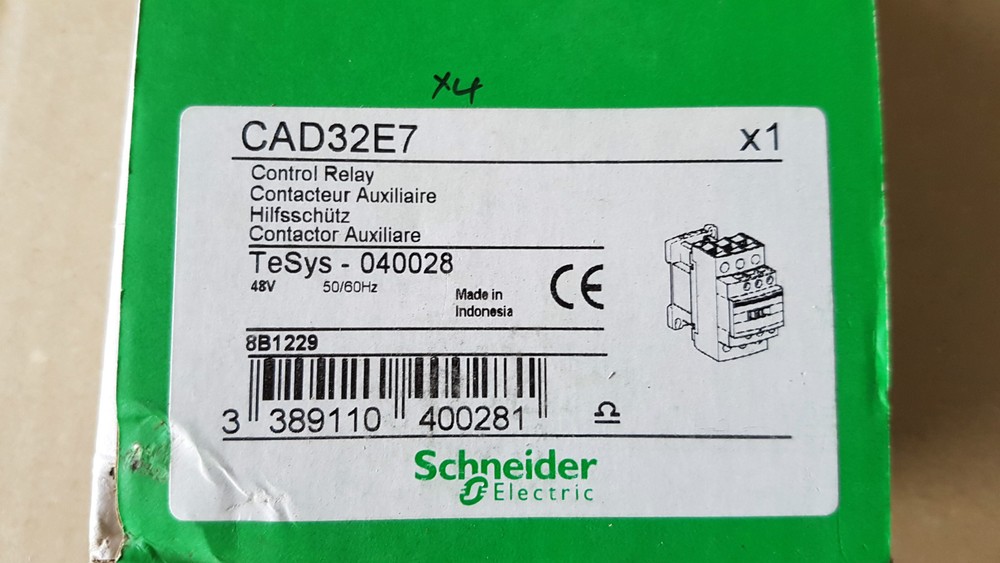 x4
CAD32E7 x1
Control Relay
Contacteur Auxiliaire
Hilfsschütz
Contactor Auxiliare
TeSys - 040028
48V 50/60Hz
Made in
Indonesia
CE
8B1229
3 389110 400281
Schneider
Electric